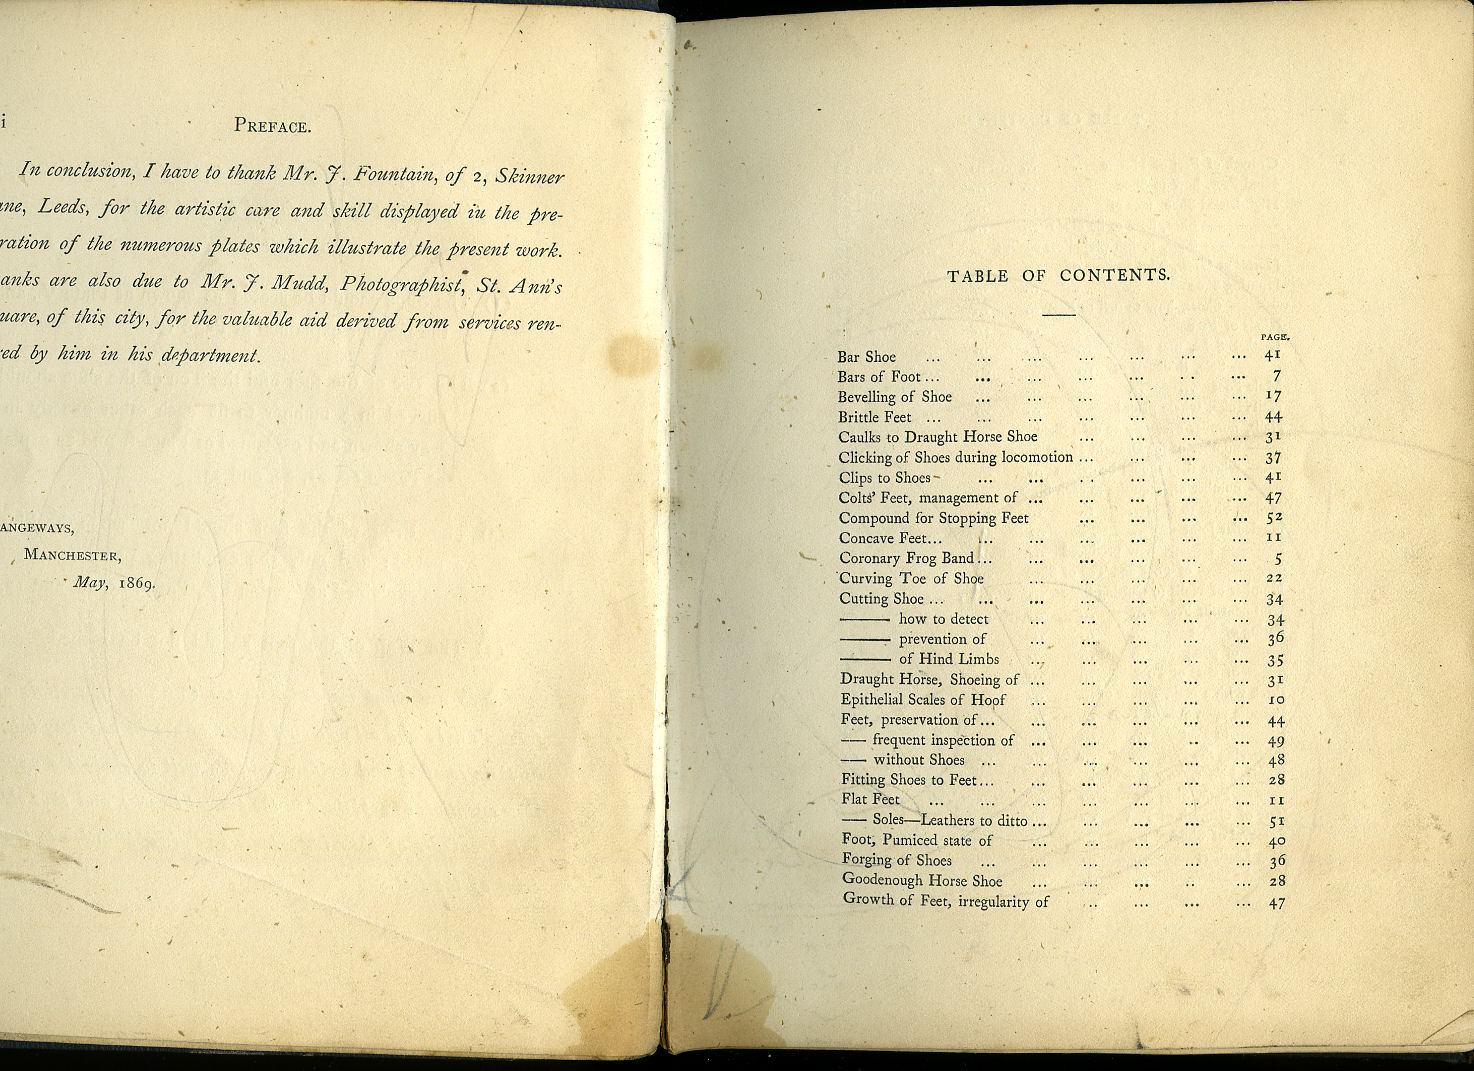 i PREFACE.
In conclusion, I have to thank Mr. J. Fountain, of 2, Skinner
ne, Leeds, for the artistic care and skill displayed in the pre-
ration of the numerous plates which illustrate the present work.
anks are also due to Mr. J. Mudd, Photographist, St. Ann's
uare, of this city, for the valuable aid derived from services ren-
ed by him in his department.
ANGEWAYS,
MANCHESTER,
May, 1869.
TABLE OF CONTENTS.
PAGE.
Bar Shoe ... ... ... ... ... ... ... 41
Bars of Foot ... ... ... ... ... ... ... 7
Bevelling of Shoe ... ... ... ... ... ... 17
Brittle Feet ... ... ... ... ... ... ... 44
Caulks to Draught Horse Shoe ... ... ... ... 31
Clicking of Shoes during locomotion ... ... ... ... 37
Clips to Shoes ... ... ... ... ... ... 41
Colts' Feet, management of ... ... ... ... ... 47
Compound for Stopping Feet ... ... ... ... 52
Concave Feet... ... ... ... ... ... ... 11
Coronary Frog Band ... ... ... ... ... ... 5
Curving Toe of Shoe ... ... ... ... ... 22
Cutting Shoe ... ... ... ... ... ... ... 34
——— how to detect ... ... ... ... ... 34
——— prevention of ... ... ... ... ... 36
——— of Hind Limbs ... ... ... ... ... 35
Draught Horse, Shoeing of ... ... ... ... ... 31
Epithelial Scales of Hoof ... ... ... ... ... 10
Feet, preservation of ... ... ... ... ... ... 44
—— frequent inspection of ... ... ... .. ... 49
—— without Shoes ... ... ... ... ... ... 48
Fitting Shoes to Feet ... ... ... ... ... ... 28
Flat Feet ... ... ... ... ... ... ... 11
—— Soles—Leathers to ditto ... ... ... ... ... 51
Foot, Pumiced state of ... ... ... ... ... 40
Forging of Shoes ... ... ... ... ... ... 36
Goodenough Horse Shoe ... ... ... .. ... 28
Growth of Feet, irregularity of .. ... ... ... 47